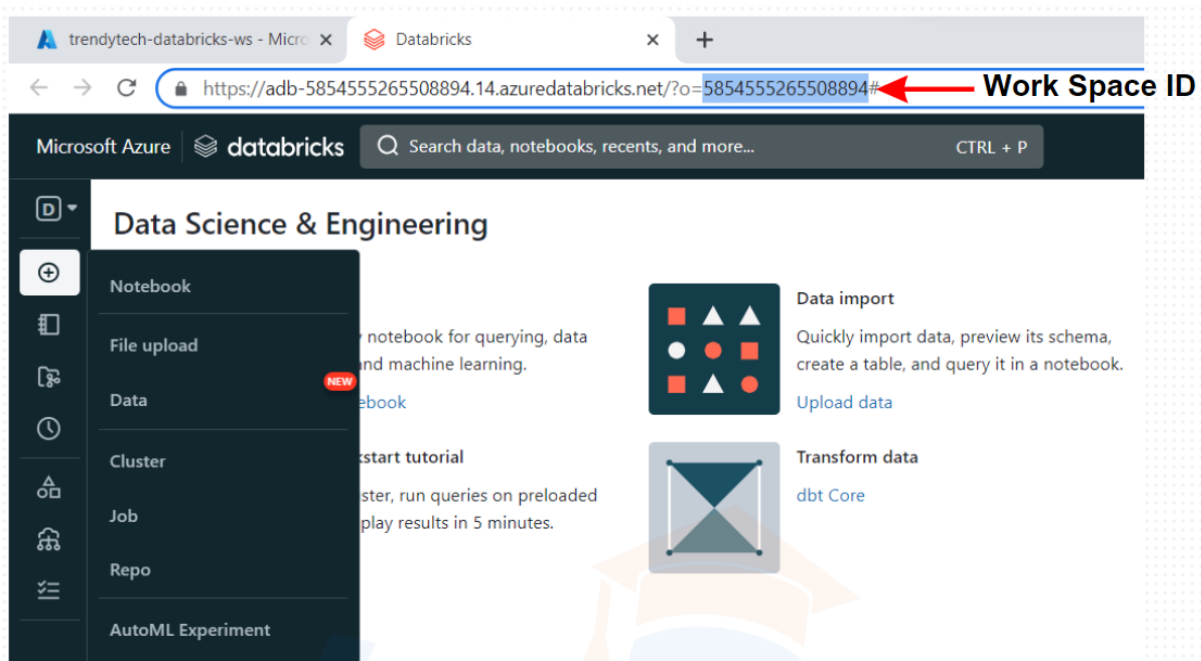 trendytech-databricks-ws - Micro
Databricks
https://adb-5854555265508894.14.azuredatabricks.net/?o=5854555265508894#
Work Space ID
Microsoft Azure
databricks
Search data, notebooks, recents, and more...
CTRL + P
D
Data Science & Engineering
Notebook
File upload
NEW
Data
Cluster
Job
Repo
AutoML Experiment
notebook for querying, data
and machine learning.
ebook
kstart tutorial
ster, run queries on preloaded
play results in 5 minutes.
Data import
Quickly import data, preview its schema,
create a table, and query it in a notebook.
Upload data
Transform data
dbt Core